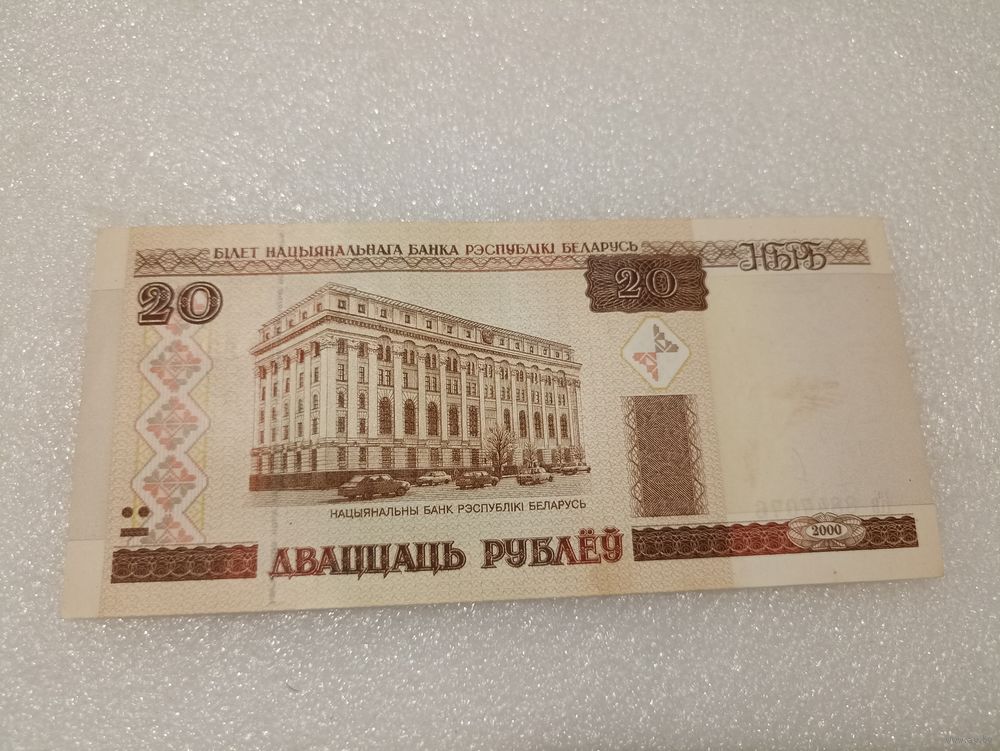 БІЛЕТ НАЦЫЯНАЛЬНАГА БАНКА РЭСПУБЛІКІ БЕЛАРУСЬ
НБРБ
20
20
НАЦЫЯНАЛЬНЫ БАНК РЭСПУБЛІКІ БЕЛАРУСЬ
2000
ДВАЦЦАЦЬ РУБЛЁЎ